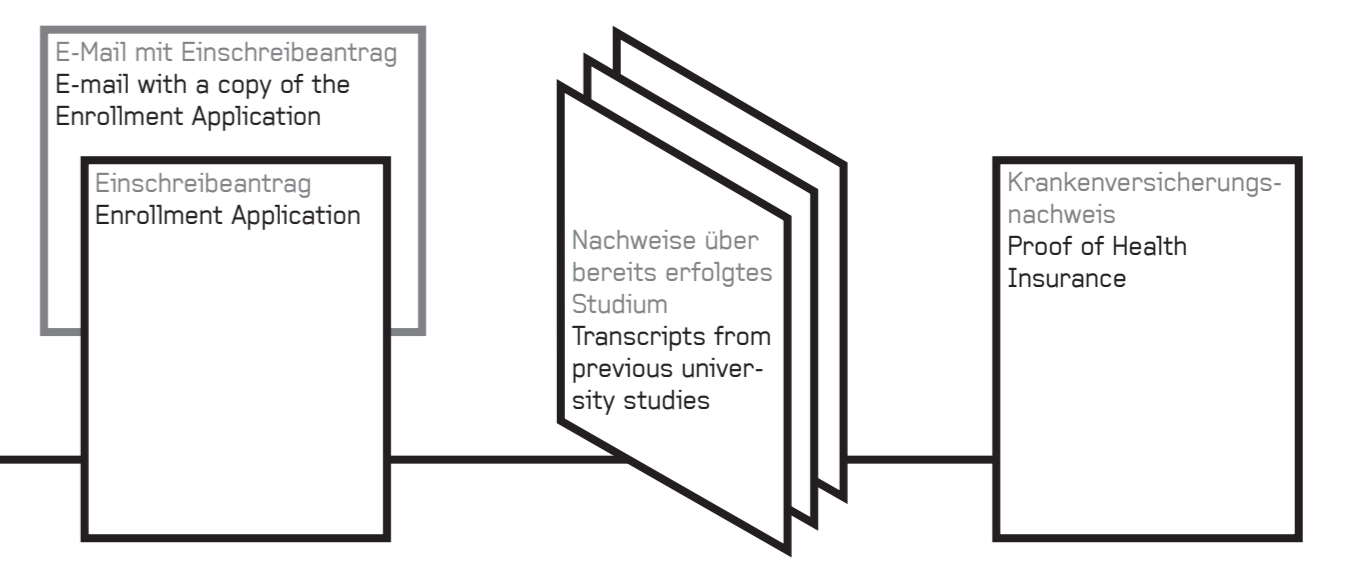 E-Mail mit Einschreibeantrag
E-mail with a copy of the
Enrollment Application
Einschreibeantrag
Enrollment Application
Nachweise über
bereits erfolgtes
Studium
Transcripts from
previous univer-
sity studies
Krankenversicherungs-
nachweis
Proof of Health
Insurance